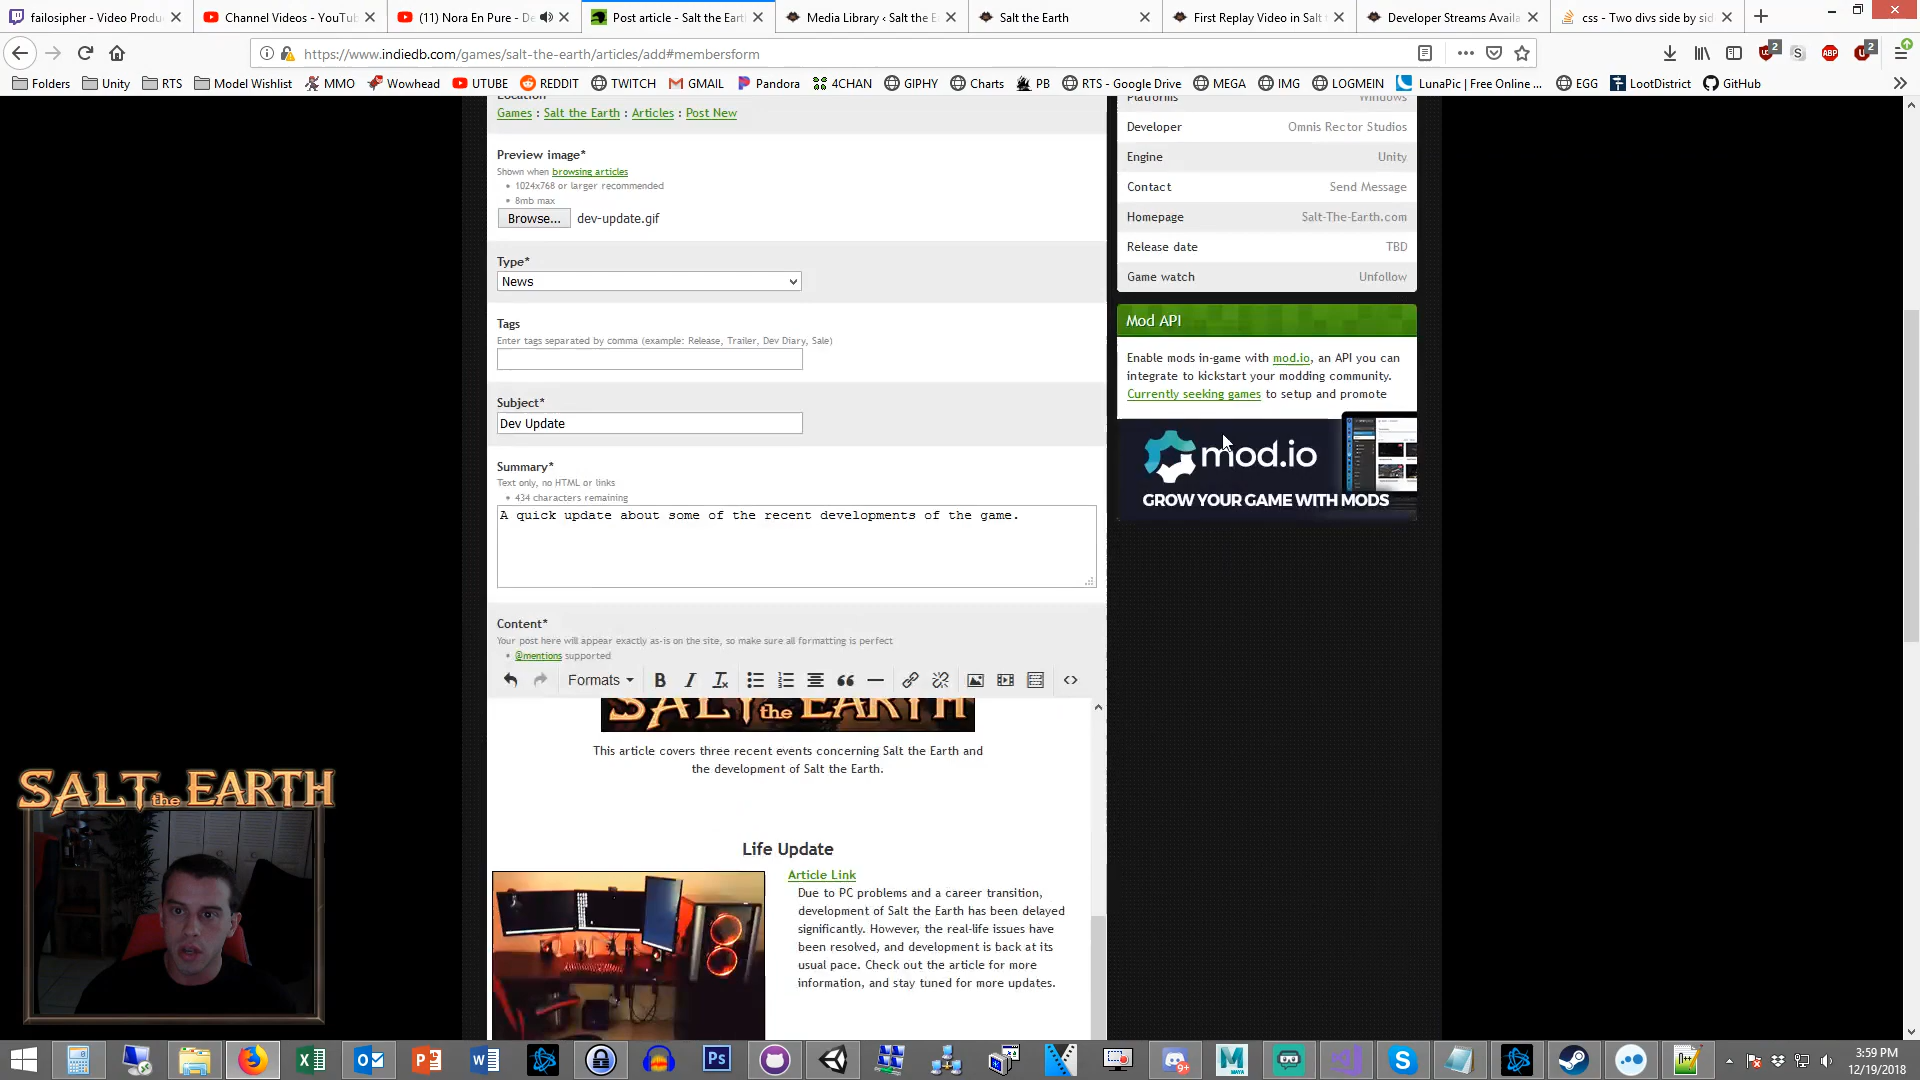 failosipher - Video Produ
Channel Videos - YouTu
(11) Nora En Pure - De
Post article - Salt the Eart
Media Library ‹ Salt the E
Salt the Earth
First Replay Video in Salt
Developer Streams Availa
css - Two divs side by sid
https://www.indiedb.com/games/salt-the-earth/articles/add#membersform
2
ABP
2
Folders
Unity
RTS
Model Wishlist
MMO
Wowhead
UTUBE
REDDIT
TWITCH
GMAIL
Pandora
4CHAN
GIPHY
Charts
PB
RTS - Google Drive
MEGA
IMG
LOGMEIN
LunaPic | Free Online ...
EGG
LootDistrict
GitHub
Location
Games : Salt the Earth : Articles : Post New
Preview image*
Shown when browsing articles
1024x768 or larger recommended
8mb max
Browse... dev-update.gif
Type*
News
Tags
Enter tags separated by comma (example: Release, Trailer, Dev Diary, Sale)
Subject*
Dev Update
Summary*
Text only, no HTML or links
434 characters remaining
A quick update about some of the recent developments of the game.
Content*
Your post here will appear exactly as-is on the site, so make sure all formatting is perfect
@mentions supported
Formats
SALT the EARTH
This article covers three recent events concerning Salt the Earth and
the development of Salt the Earth.
Life Update
Article Link
Due to PC problems and a career transition,
development of Salt the Earth has been delayed
significantly. However, the real-life issues have
been resolved, and development is back at its
usual pace. Check out the article for more
information, and stay tuned for more updates.
Platforms Windows
Developer Omnis Rector Studios
Engine Unity
Contact Send Message
Homepage Salt-The-Earth.com
Release date TBD
Game watch Unfollow
Mod API
Enable mods in-game with mod.io, an API you can
integrate to kickstart your modding community.
Currently seeking games to setup and promote
mod.io
GROW YOUR GAME WITH MODS
SALT the EARTH
3:59 PM
12/19/2018